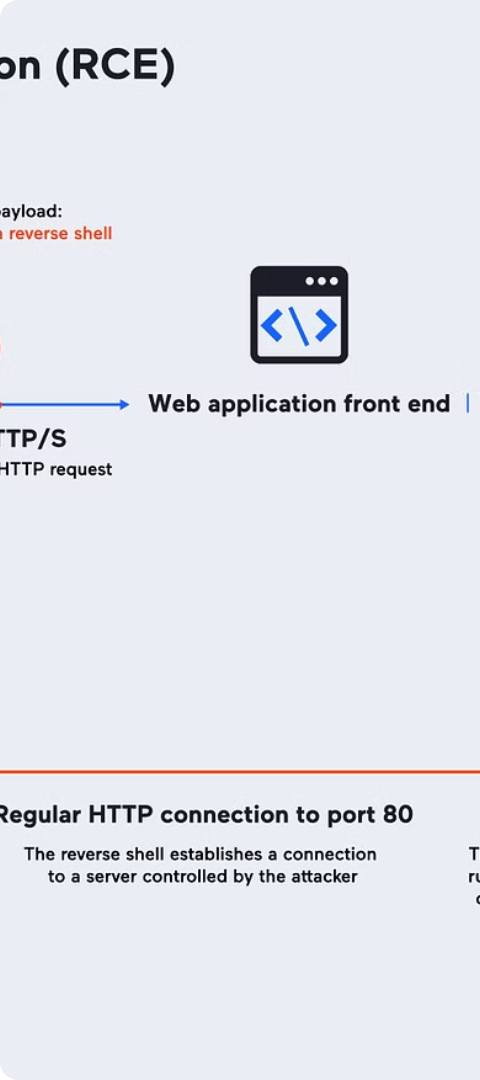 on (RCE)
payload:
a reverse shell
Web application front end
TTP/S
HTTP request
Regular HTTP connection to port 80
The reverse shell establishes a connection
to a server controlled by the attacker